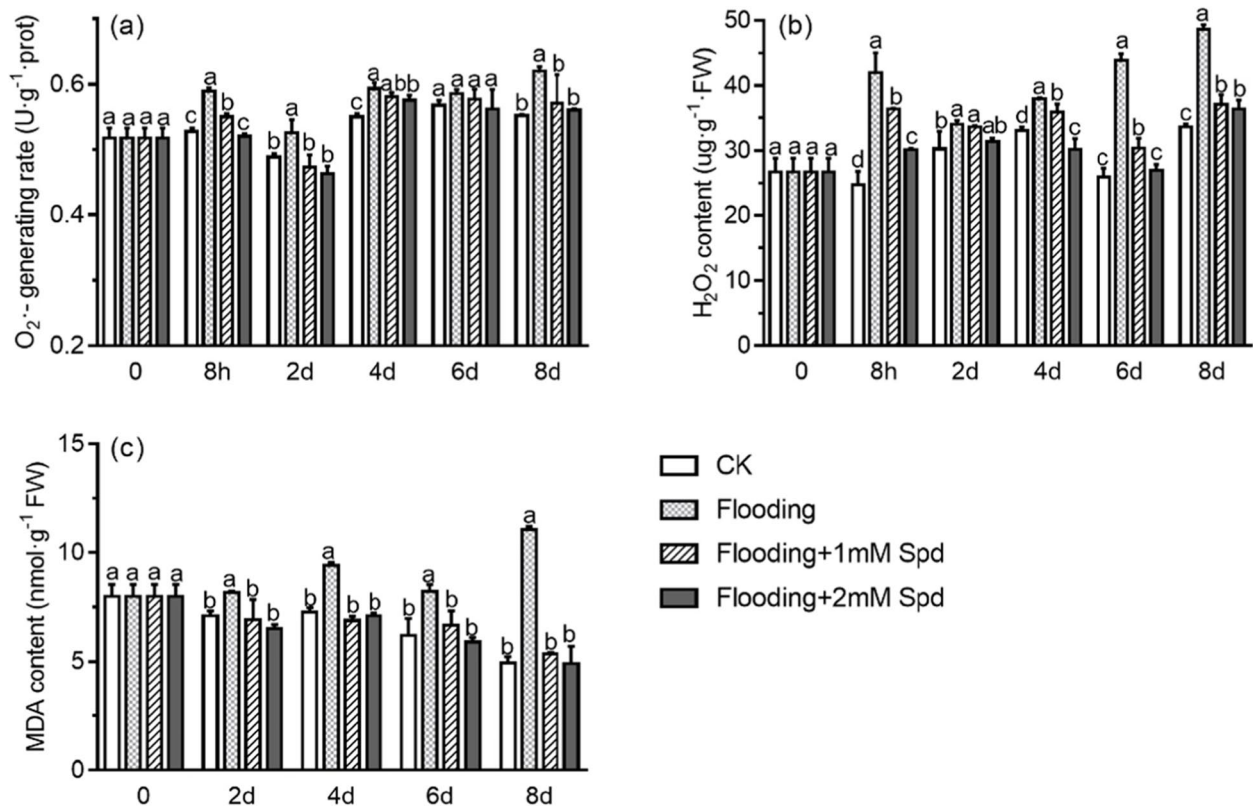 (a)
O₂·- generating rate (U·g⁻¹·prot)
0.6
0.4
0.2
a a a a
c a b c
b a b b
c a ab b
a a a a
b a b b
0 8h 2d 4d 6d 8d
(b)
H₂O₂ content (ug·g⁻¹·FW)
50
40
30
20
10
0
a a a a
d a b c
b a a ab
d a a c
c a b c
c a b b
0 8h 2d 4d 6d 8d
(c)
MDA content (nmol·g⁻¹ FW)
15
10
5
0
a a a a
b a b b
b a b b
b a b b
b a b b
0 2d 4d 6d 8d
CK
Flooding
Flooding+1mM Spd
Flooding+2mM Spd